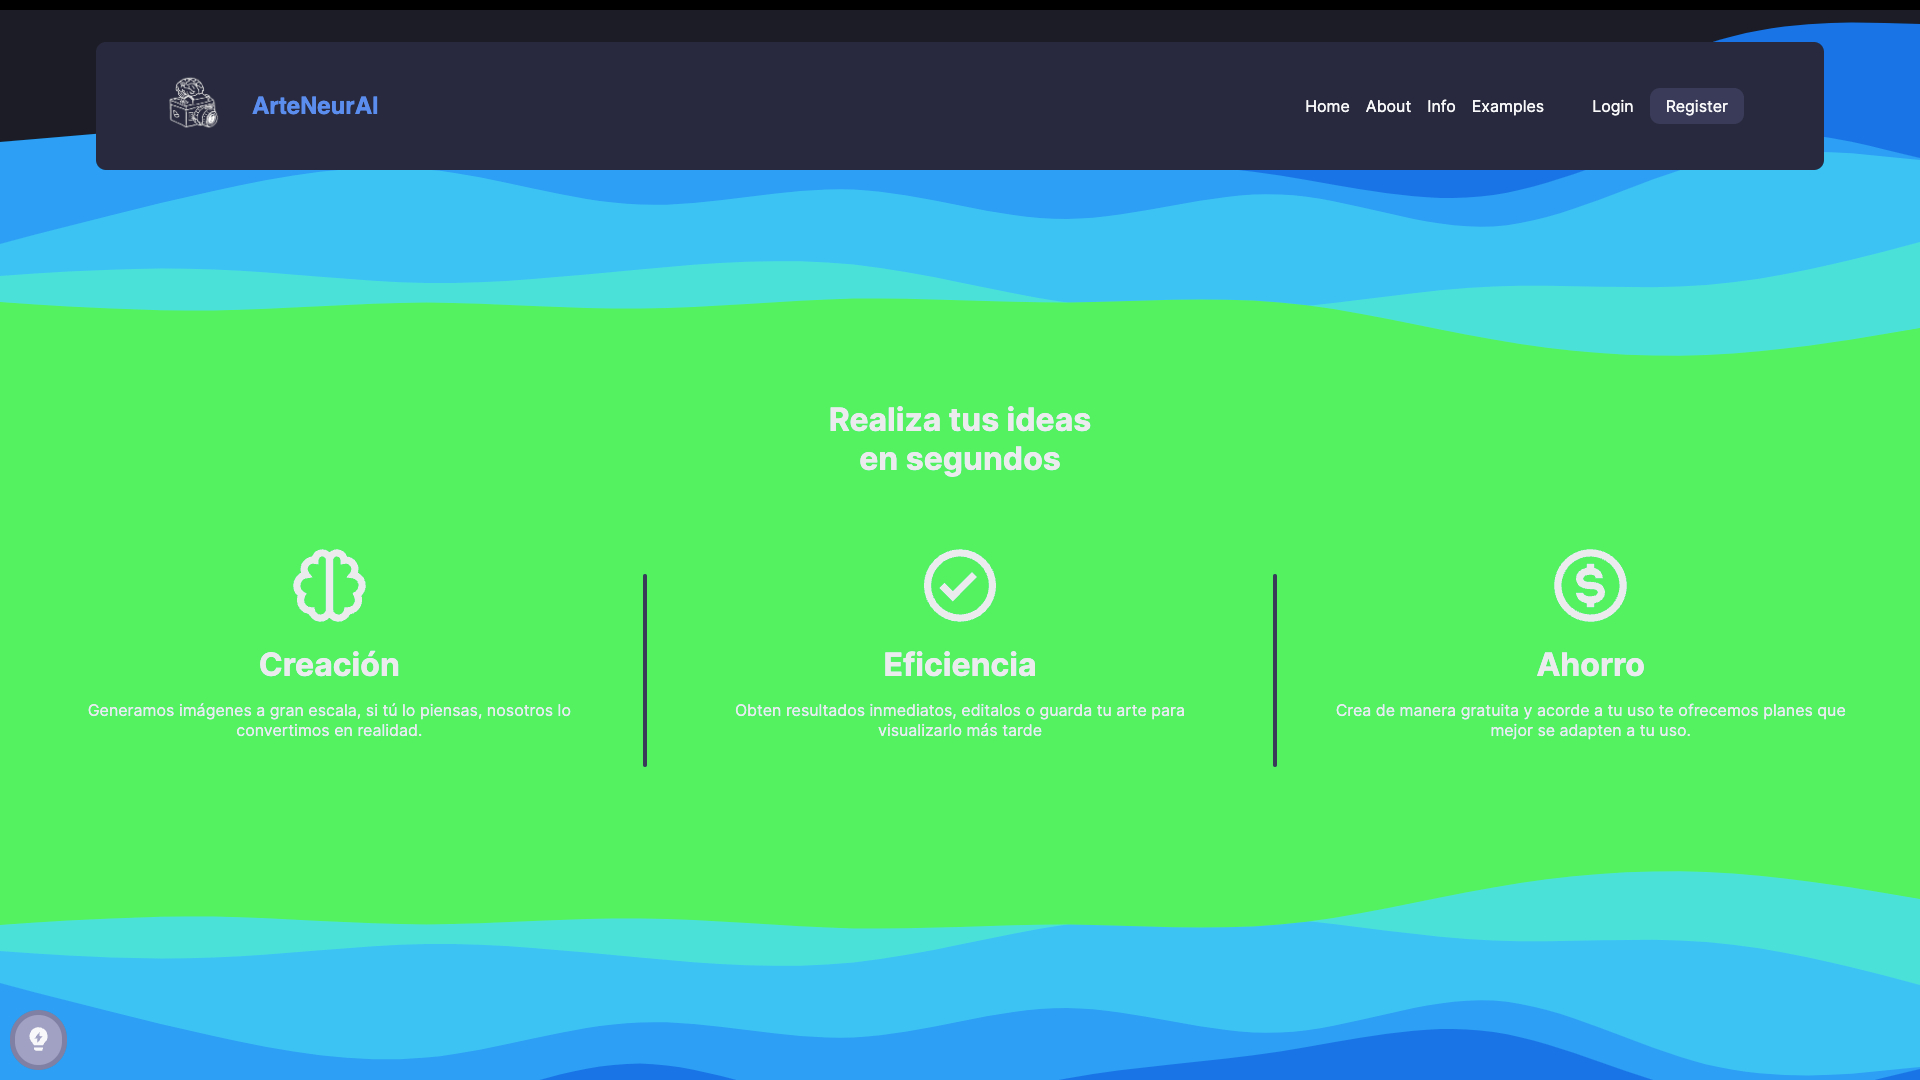 ArteNeurAI
Home About Info Examples Login Register
Realiza tus ideas
en segundos
Creación
Generamos imágenes a gran escala, si tú lo piensas, nosotros lo
convertimos en realidad.
Eficiencia
Obten resultados inmediatos, editalos o guarda tu arte para
visualizarlo más tarde
Ahorro
Crea de manera gratuita y acorde a tu uso te ofrecemos planes que
mejor se adapten a tu uso.